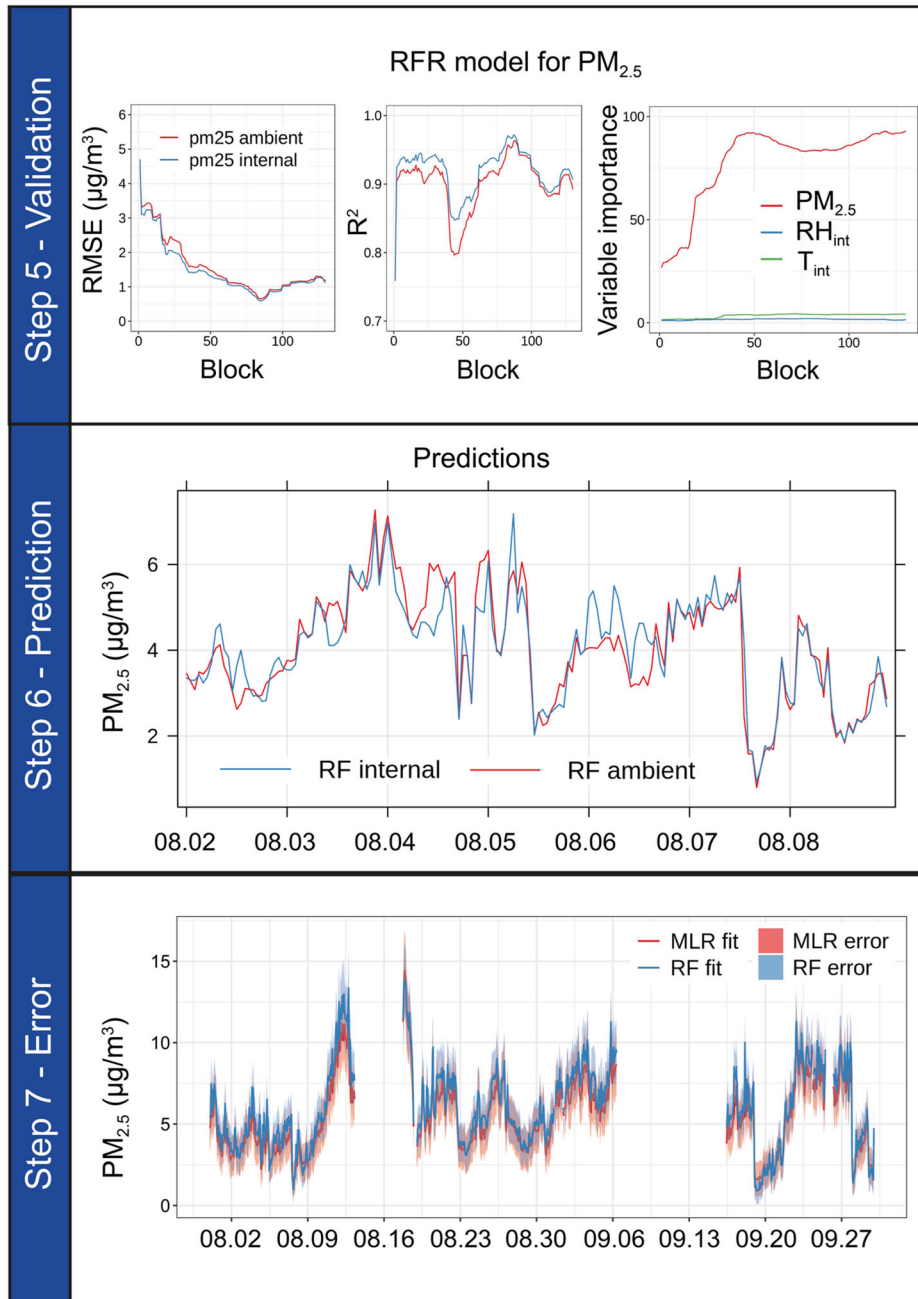 Step 5 - Validation
RFR model for PM2.5
RMSE (µg/m³)
6
5
4
3
2
1
0
pm25 ambient
pm25 internal
0
50
100
Block
R²
1.0
0.9
0.8
0.7
0
50
100
Block
Variable importance
100
50
0
PM2.5
RHint
Tint
0
50
100
Block
Step 6 - Prediction
Predictions
PM2.5 (µg/m³)
6
4
2
RF internal
RF ambient
08.02
08.03
08.04
08.05
08.06
08.07
08.08
Step 7 - Error
PM2.5 (µg/m³)
15
10
5
0
MLR fit
MLR error
RF fit
RF error
08.02
08.09
08.16
08.23
08.30
09.06
09.13
09.20
09.27